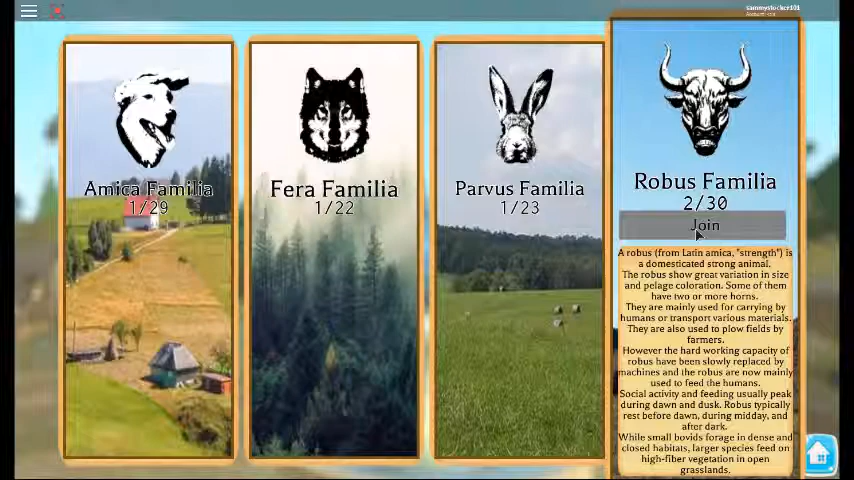 sammyslocker101
Amica Familia
1/29
Fera Familia
1/22
Parvus Familia
1/23
Robus Familia
2/30
Join
A robus (from Latin amica, "strength") is
a domesticated strong animal.
The robus show great variation in size
and pelage coloration. Some of them
have two or more horns.
They are mainly used for carrying by
humans or transport various materials.
They are also used to plow fields by
farmers.
However the hard working capacity of
robus have been slowly replaced by
machines and the robus are now mainly
used to feed the humans.
Social activity and feeding usually peak
during dawn and dusk. Robus typically
rest before dawn, during midday, and
after dark.
While small bovids forage in dense and
closed habitats, larger species feed on
high-fiber vegetation in open
grasslands.